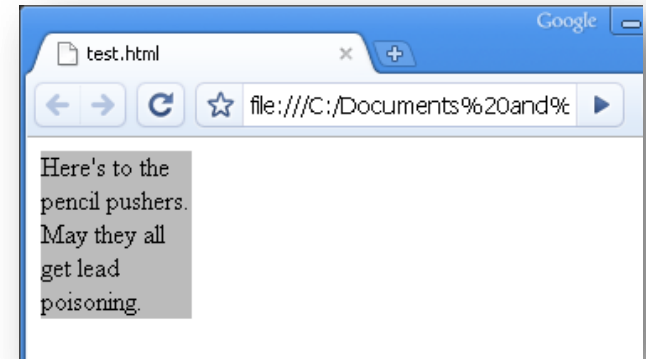 Google
test.html
file:///C:/Documents%20and%
Here's to the
pencil pushers.
May they all
get lead
poisoning.